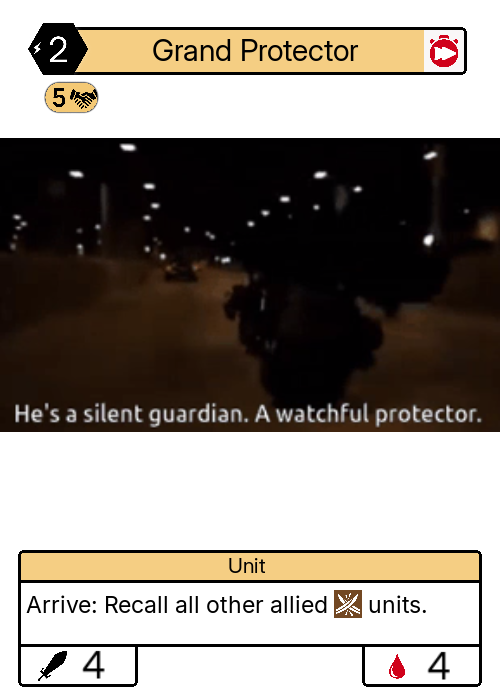 2
Grand Protector
5
He's a silent guardian. A watchful protector.
Unit
Arrive: Recall all other allied units.
4
4